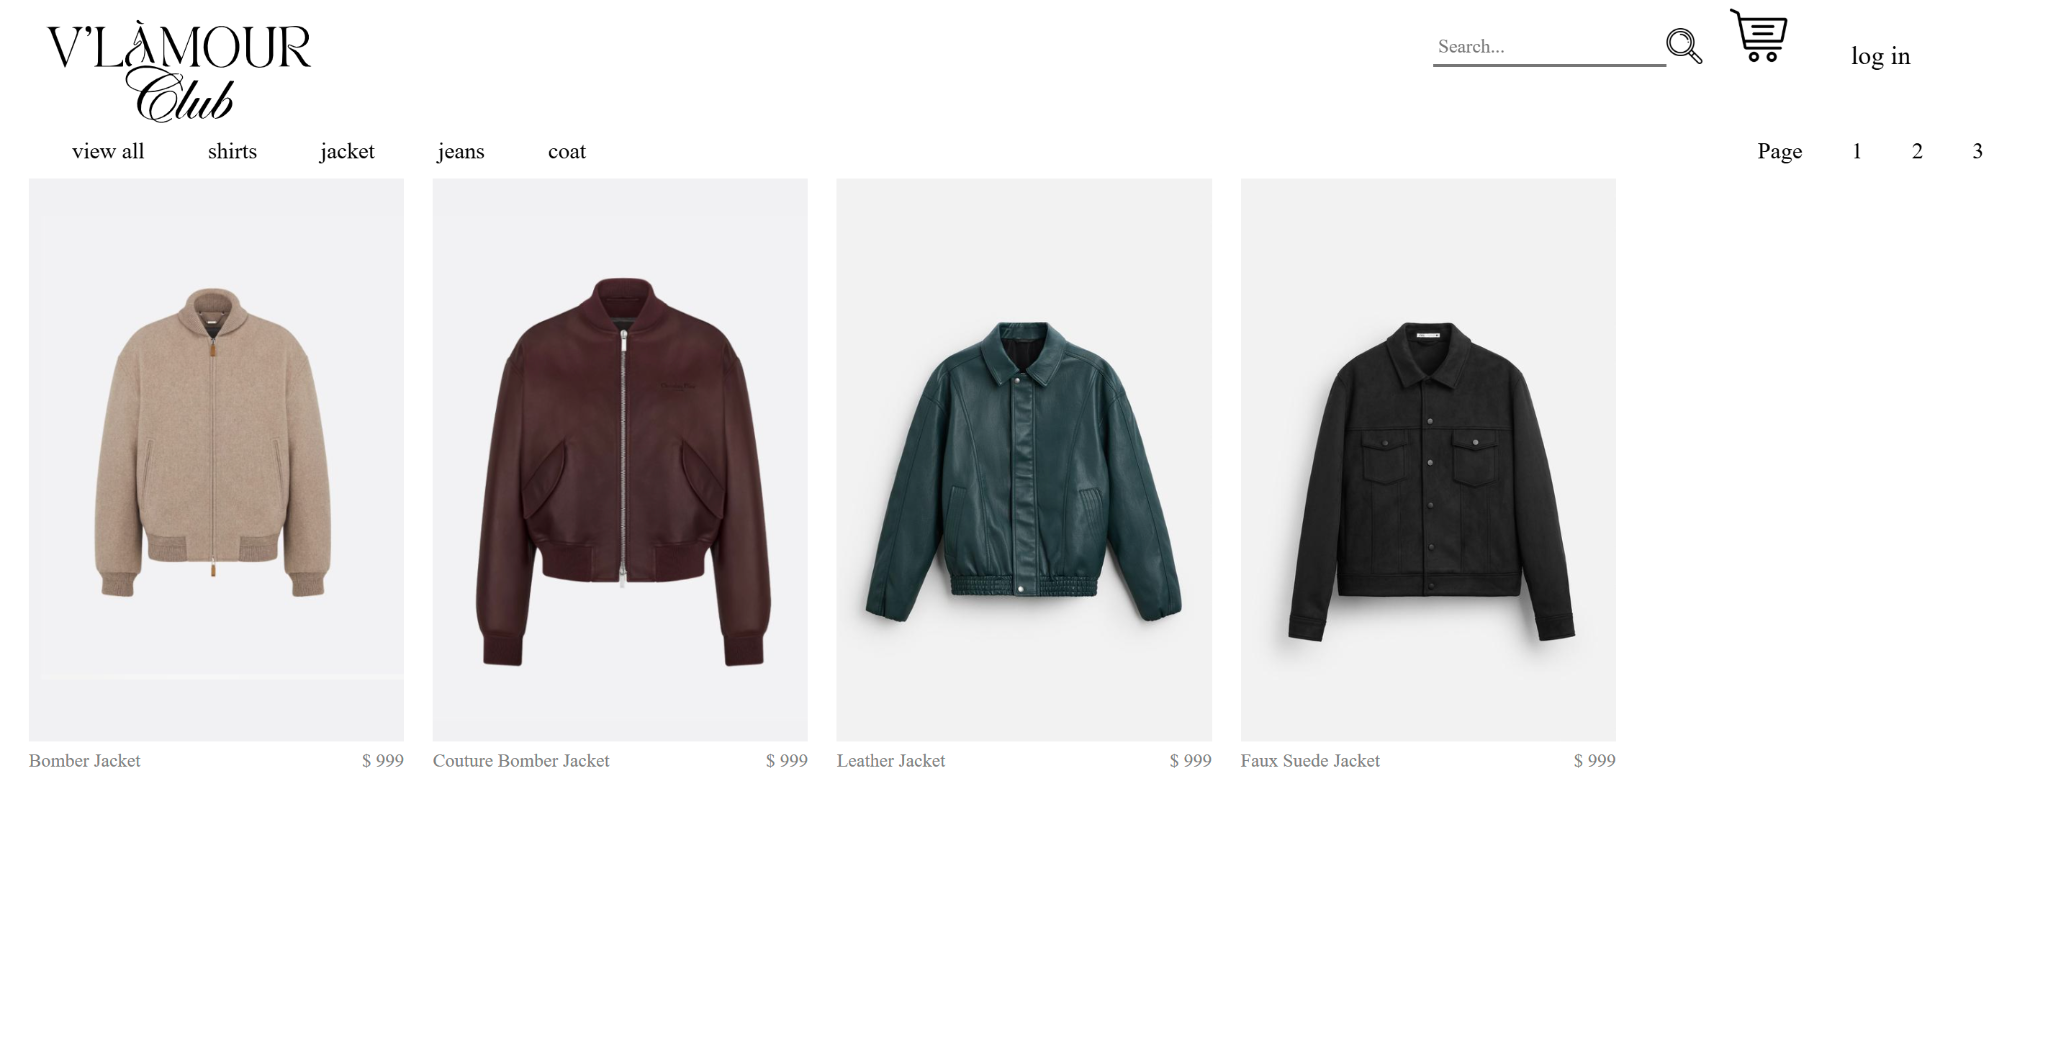 V'LÀMOUR
Club
Search...
log in
view all shirts jacket jeans coat
Page 1 2 3
Bomber Jacket $ 999
Couture Bomber Jacket $ 999
Leather Jacket $ 999
Faux Suede Jacket $ 999